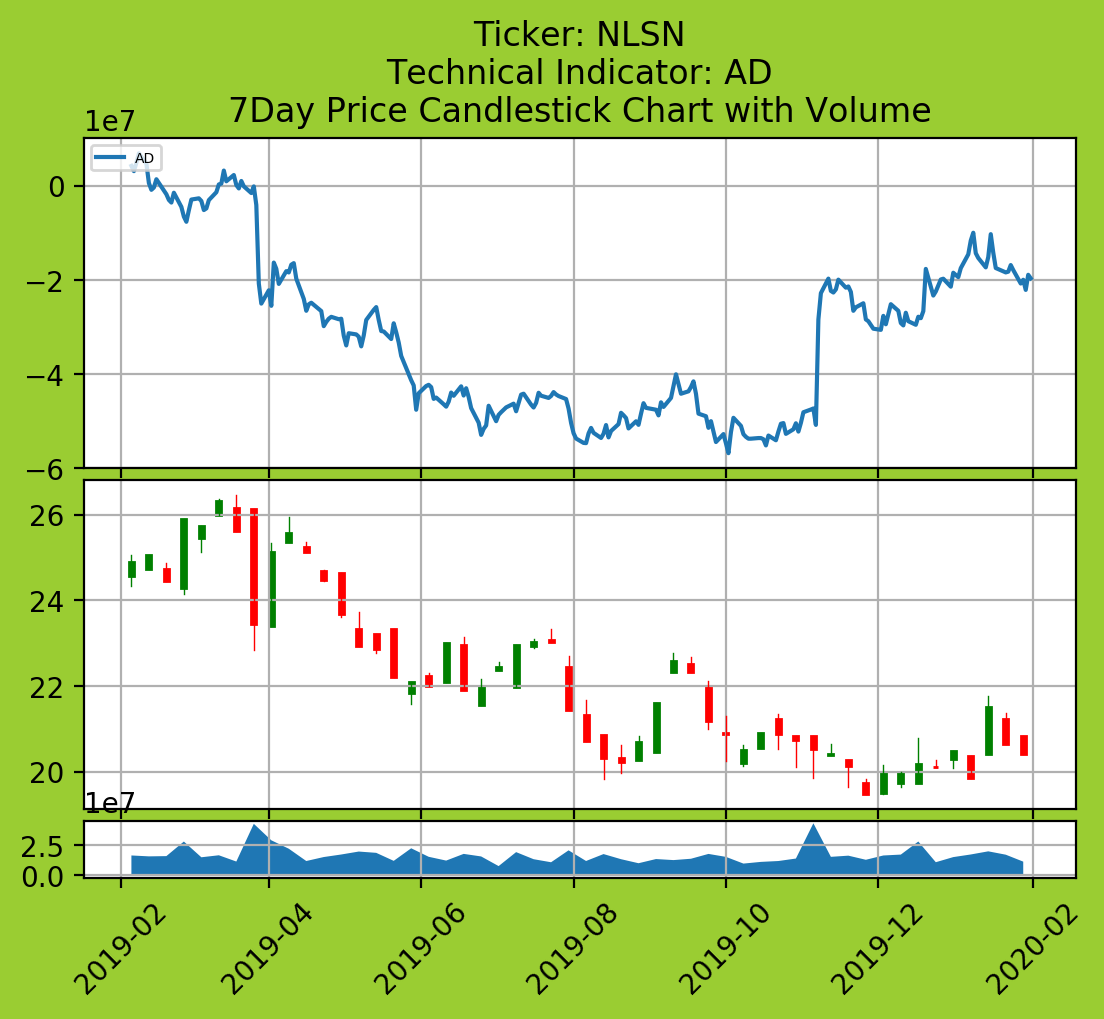 Ticker: NLSN
Technical Indicator: AD
7Day Price Candlestick Chart with Volume
1e7
AD
0
−2
−4
−6
26
24
22
20
1e7
2.5
0.0
2019-02
2019-04
2019-06
2019-08
2019-10
2019-12
2020-02